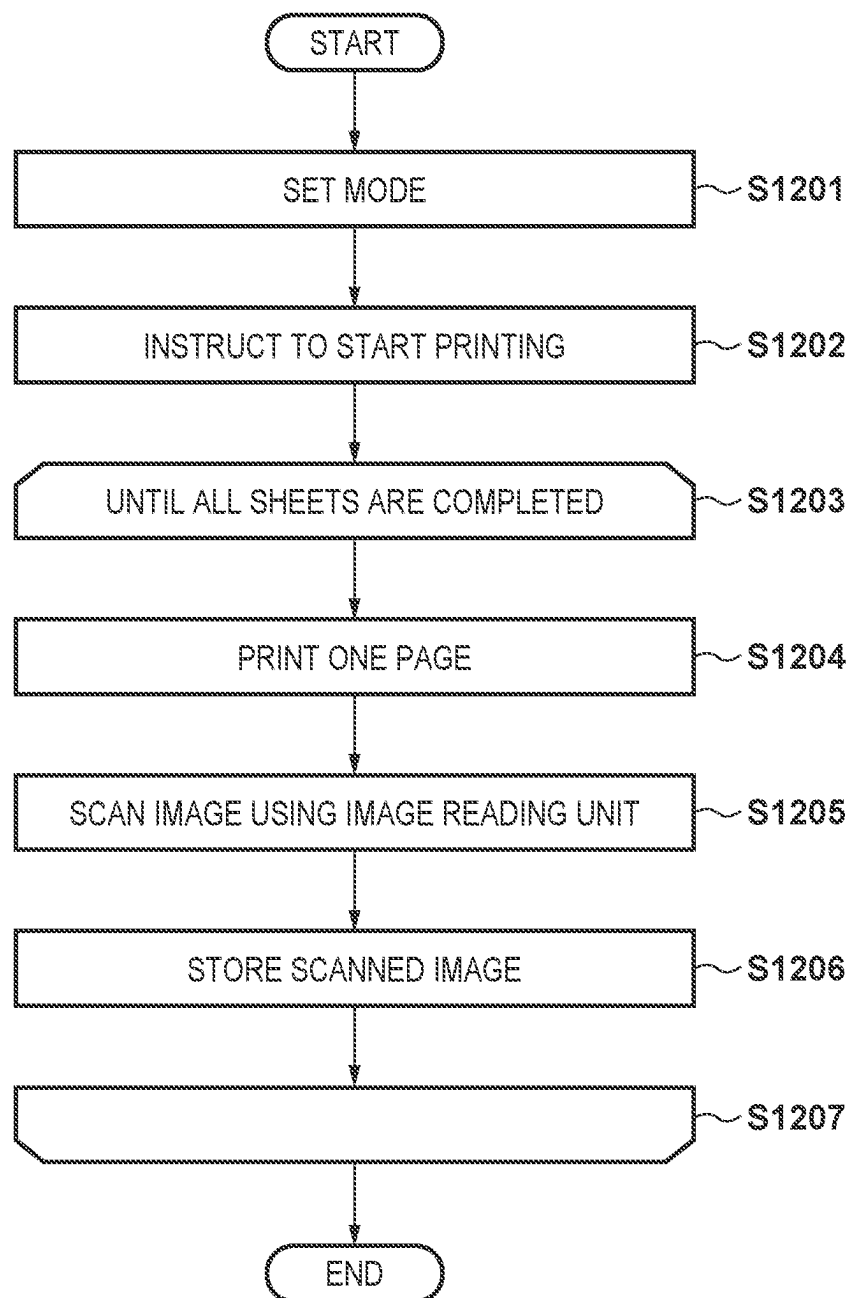 START
SET MODE S1201
INSTRUCT TO START PRINTING S1202
UNTIL ALL SHEETS ARE COMPLETED S1203
PRINT ONE PAGE S1204
SCAN IMAGE USING IMAGE READING UNIT S1205
STORE SCANNED IMAGE S1206
S1207
END